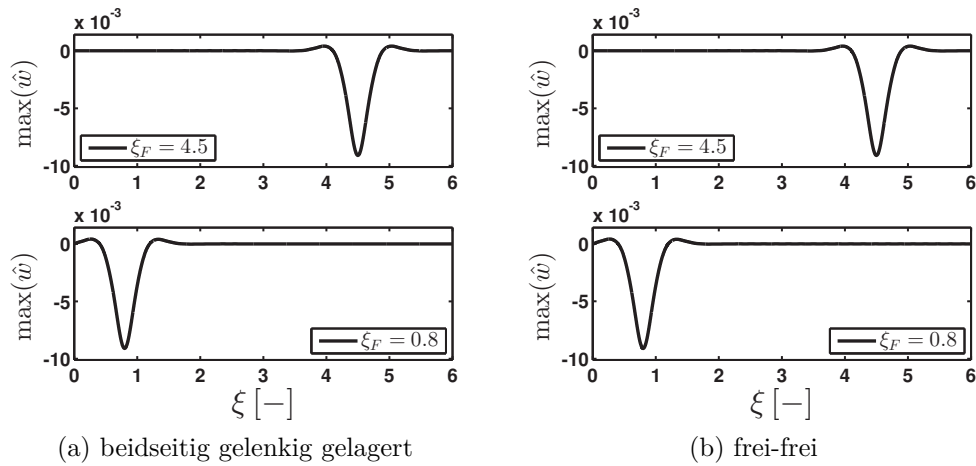 x 10⁻³
0
-5
-10
max(ŵ)
ξ_F = 4.5
0 1 2 3 4 5 6
x 10⁻³
0
-5
-10
max(ŵ)
ξ_F = 0.8
0 1 2 3 4 5 6
ξ [−]
(a) beidseitig gelenkig gelagert
x 10⁻³
0
-5
-10
max(ŵ)
ξ_F = 4.5
0 1 2 3 4 5 6
x 10⁻³
0
-5
-10
max(ŵ)
ξ_F = 0.8
0 1 2 3 4 5 6
ξ [−]
(b) frei-frei